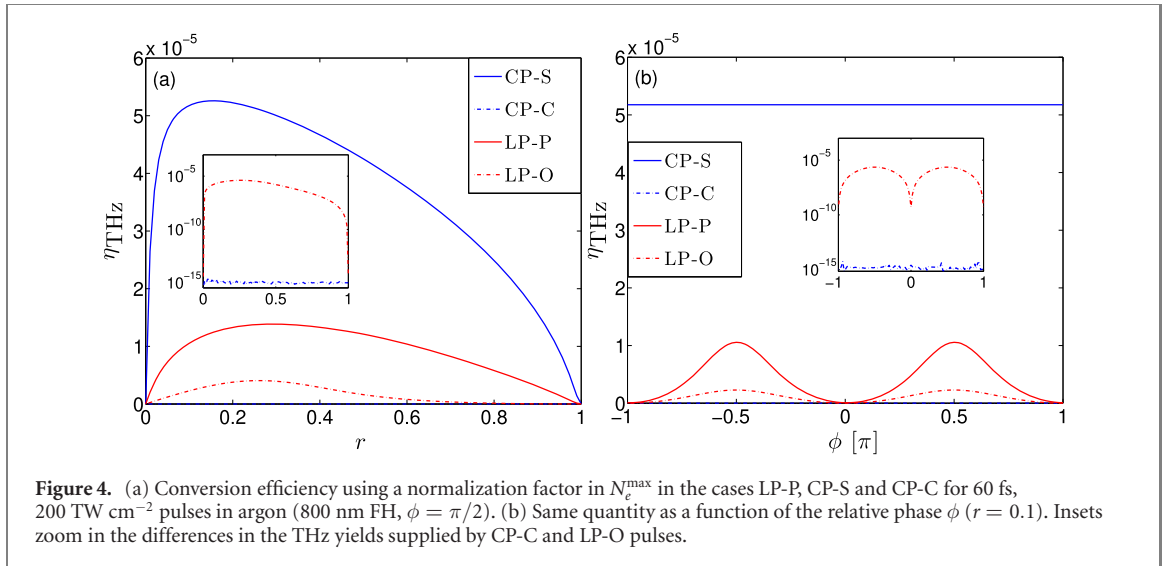 6 x 10⁻⁵
(a)
5
4
3
2
1
0
η_THz
CP-S
CP-C
LP-P
LP-O
10⁻⁵
10⁻¹⁰
10⁻¹⁵
0 0.5 1
0 0.2 0.4 0.6 0.8 1
r
6 x 10⁻⁵
(b)
5
4
3
2
1
0
η_THz
CP-S
CP-C
LP-P
LP-O
10⁻⁵
10⁻¹⁰
10⁻¹⁵
-1 0 1
-1 -0.5 0 0.5 1
ϕ [π]
Figure 4. (a) Conversion efficiency using a normalization factor in N_e^max in the cases LP-P, CP-S and CP-C for 60 fs,
200 TW cm⁻² pulses in argon (800 nm FH, ϕ = π/2). (b) Same quantity as a function of the relative phase ϕ (r = 0.1). Insets
zoom in the differences in the THz yields supplied by CP-C and LP-O pulses.